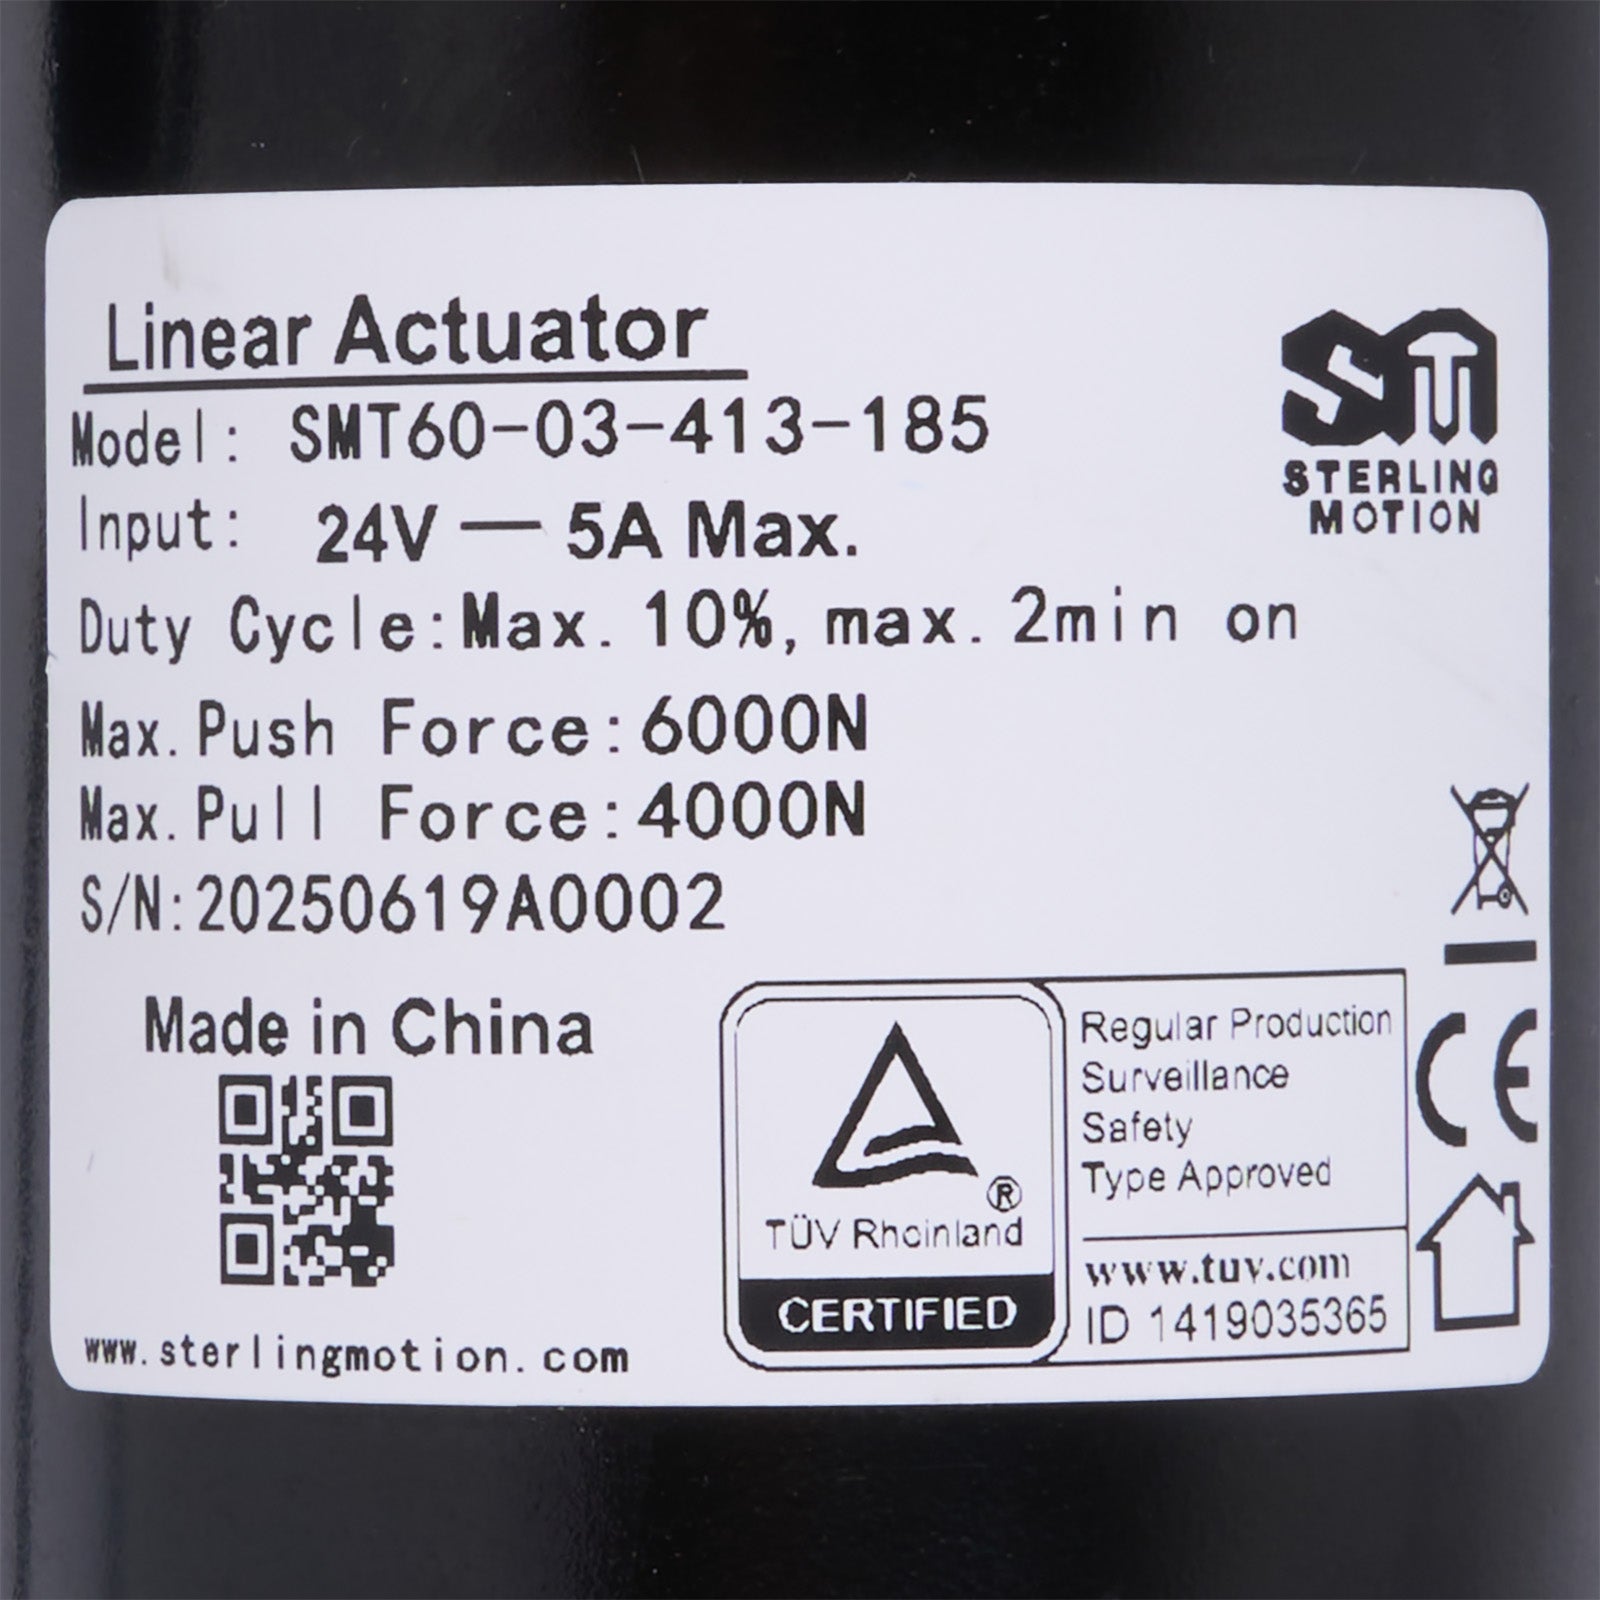 Linear Actuator
Model: SMT60-03-413-185
Input: 24V — 5A Max.
Duty Cycle:Max. 10%, max. 2min on
Max. Push Force:6000N
Max. Pull Force:4000N
S/N:20250619A0002
Made in China
www.sterlingmotion.com
SM
STERLING
MOTION
TÜV Rheinland
®
CERTIFIED
Regular Production
Surveillance
Safety
Type Approved
www.tuv.com
ID 1419035365
CE